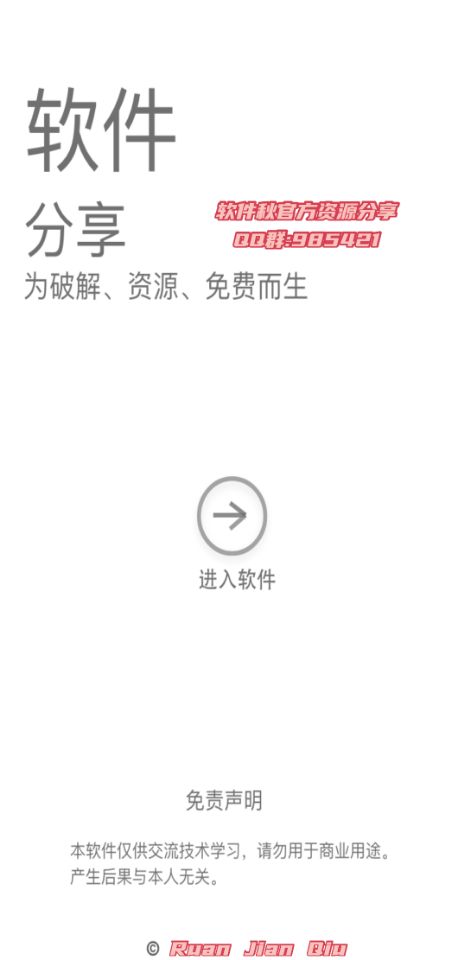 软件
分享
软件秋官方资源分享
QQ群:985421
为破解、资源、免费而生
进入软件
免责声明
本软件仅供交流技术学习，请勿用于商业用途。
产生后果与本人无关。
© Ruan Jian Qiu